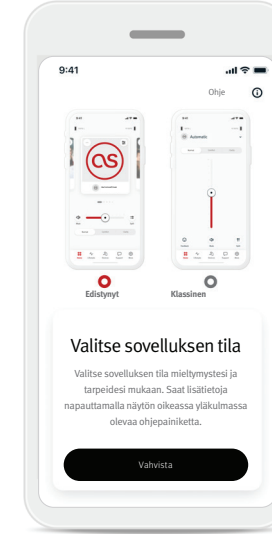 9:41
Ohje
Automatic
Edistynyt
Klassinen
Valitse sovelluksen tila
Valitse sovelluksen tila mieltymystesi ja
tarpeidesi mukaan. Saat lisätietoja
napauttamalla näytön oikeassa yläkulmassa
olevaa ohjepainiketta.
Vahvista